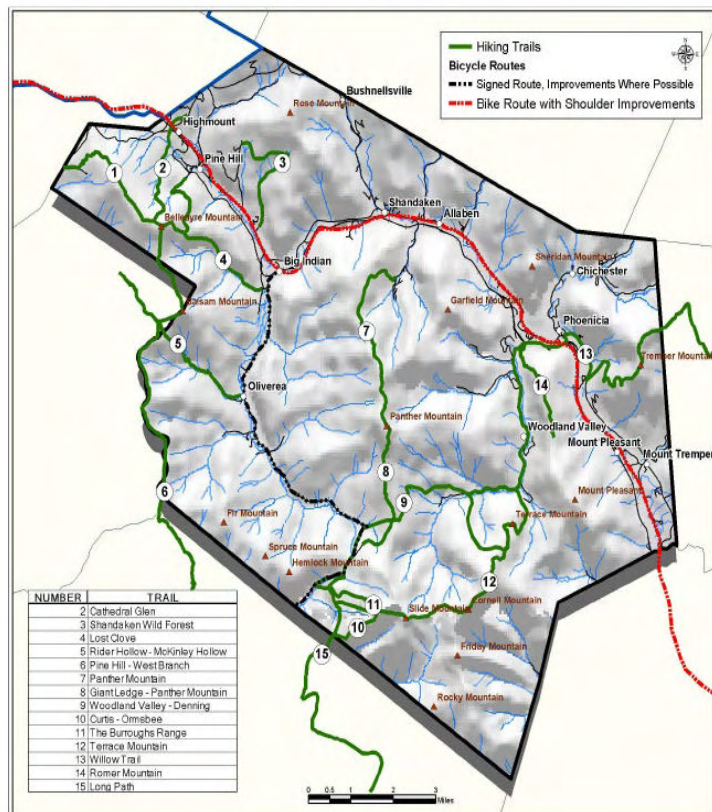 Hiking Trails
Bicycle Routes
Signed Route, Improvements Where Possible
Bike Route with Shoulder Improvements
N
W
E
S
Bushnellsville
Rose Mountain
Highmount
Pine Hill
3
2
1
Shandaken
Allaben
Belleayre Mountain
4
Big Indian
Sheridan Mountain
Chichester
Balsam Mountain
Garfield Mountain
Phoenicia
7
5
13
Tremper Mountain
14
Oliverea
Panther Mountain
Woodland Valley
Mount Pleasant
Mount Tremper
8
6
9
Mount Pleasant
Fir Mountain
Terrace Mountain
Spruce Mountain
Hemlock Mountain
12
11
Slide Mountain
Cornell Mountain
10
15
Friday Mountain
Rocky Mountain
NUMBER TRAIL
2 Cathedral Glen
3 Shandaken Wild Forest
4 Lost Clove
5 Rider Hollow - McKinley Hollow
6 Pine Hill - West Branch
7 Panther Mountain
8 Giant Ledge - Panther Mountain
9 Woodland Valley - Denning
10 Curtis - Ormsbee
11 The Burroughs Range
12 Terrace Mountain
13 Willow Trail
14 Romer Mountain
15 Long Path
0 0.5 1 2 3
Miles